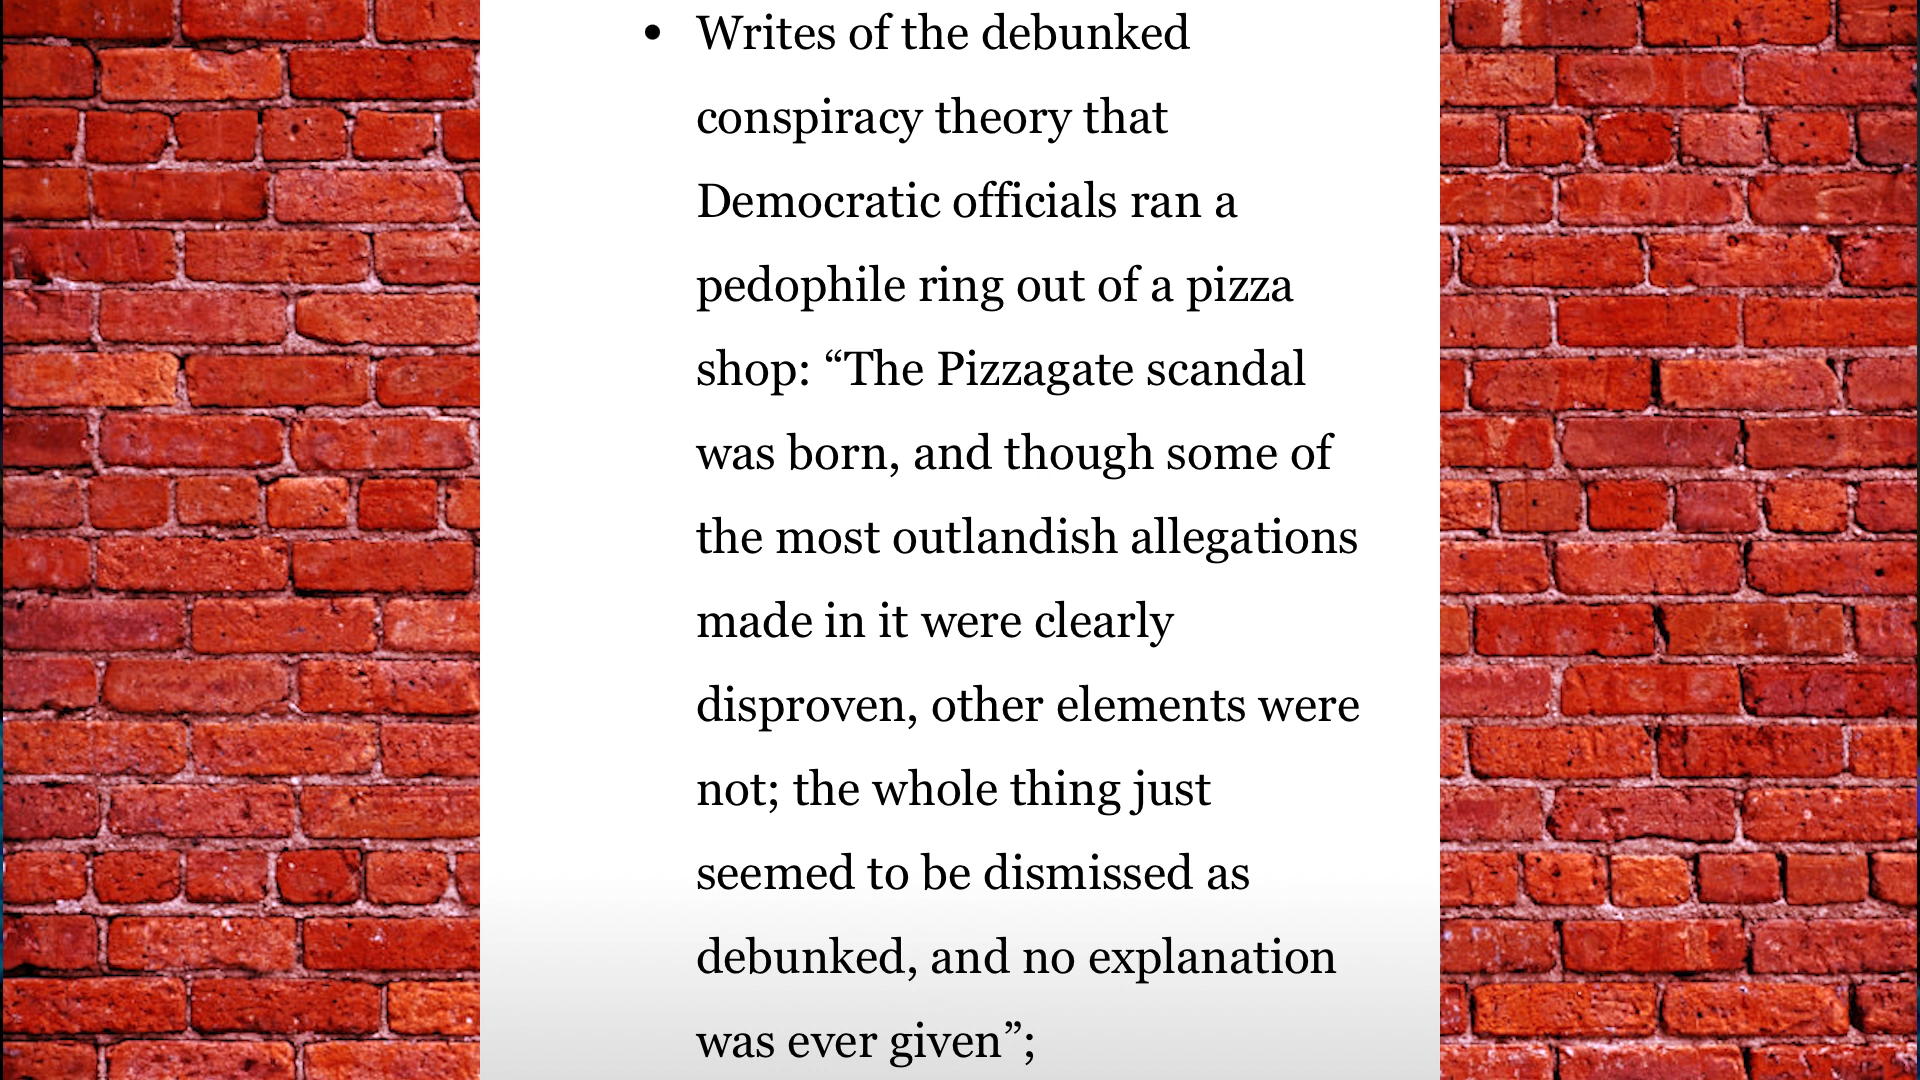 • Writes of the debunked
conspiracy theory that
Democratic officials ran a
pedophile ring out of a pizza
shop: “The Pizzagate scandal
was born, and though some of
the most outlandish allegations
made in it were clearly
disproven, other elements were
not; the whole thing just
seemed to be dismissed as
debunked, and no explanation
was ever given”;